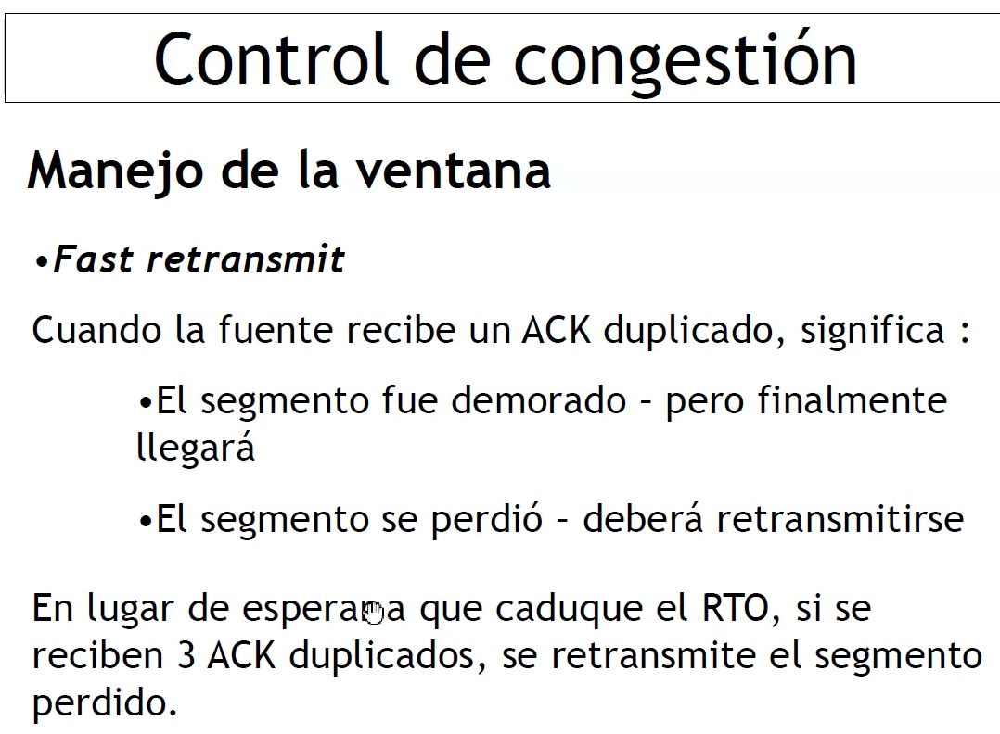 Control de congestión
Manejo de la ventana
•Fast retransmit
Cuando la fuente recibe un ACK duplicado, significa :
•El segmento fue demorado – pero finalmente
llegará
•El segmento se perdió – deberá retransmitirse
En lugar de esperar a que caduque el RTO, si se
reciben 3 ACK duplicados, se retransmite el segmento
perdido.